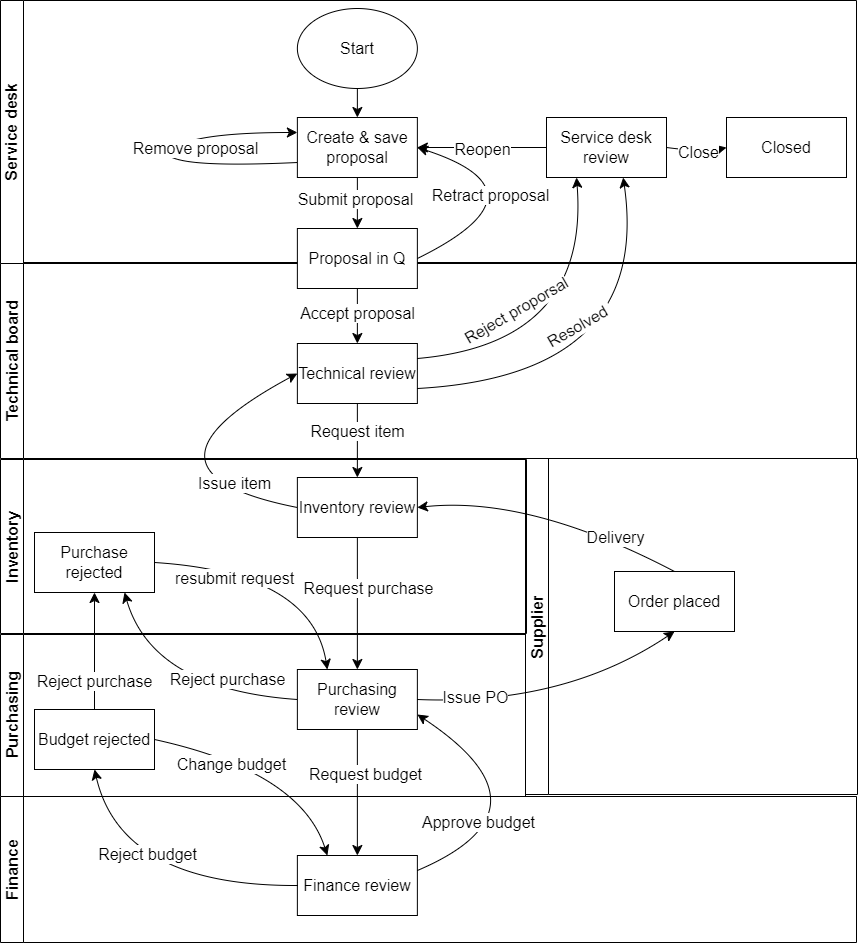 Start
Service desk
Remove proposal
Create & save
proposal
Reopen
Service desk
review
Close
Closed
Submit proposal
Retract proposal
Proposal in Q
Technical board
Accept proposal
Reject proporsal
Resolved
Technical review
Request item
Inventory
Issue item
Inventory review
Delivery
Purchase
rejected
resubmit request
Request purchase
Supplier
Order placed
Purchasing
Reject purchase
Reject purchase
Purchasing
review
Issue PO
Budget rejected
Change budget
Request budget
Finance
Approve budget
Reject budget
Finance review